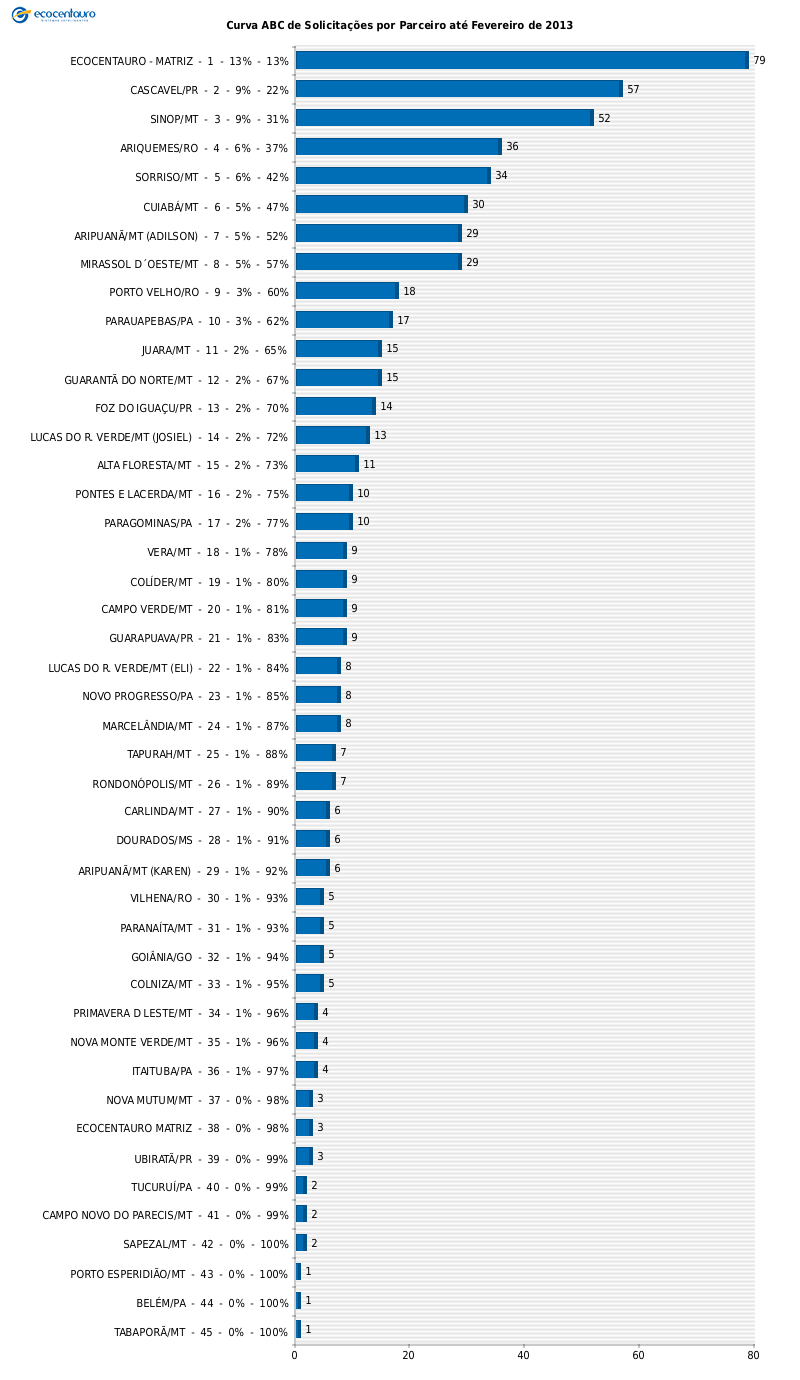 ecocentauro
Curva ABC de Solicitações por Parceiro até Fevereiro de 2013
ECOCENTAURO - MATRIZ - 1 - 13% - 13% 79
CASCAVEL/PR - 2 - 9% - 22% 57
SINOP/MT - 3 - 9% - 31% 52
ARIQUEMES/RO - 4 - 6% - 37% 36
SORRISO/MT - 5 - 6% - 42% 34
CUIABÁ/MT - 6 - 5% - 47% 30
ARIPUANÃ/MT (ADILSON) - 7 - 5% - 52% 29
MIRASSOL D´OESTE/MT - 8 - 5% - 57% 29
PORTO VELHO/RO - 9 - 3% - 60% 18
PARAUAPEBAS/PA - 10 - 3% - 62% 17
JUARA/MT - 11 - 2% - 65% 15
GUARANTÃ DO NORTE/MT - 12 - 2% - 67% 15
FOZ DO IGUAÇU/PR - 13 - 2% - 70% 14
LUCAS DO R. VERDE/MT (JOSIEL) - 14 - 2% - 72% 13
ALTA FLORESTA/MT - 15 - 2% - 73% 11
PONTES E LACERDA/MT - 16 - 2% - 75% 10
PARAGOMINAS/PA - 17 - 2% - 77% 10
VERA/MT - 18 - 1% - 78% 9
COLÍDER/MT - 19 - 1% - 80% 9
CAMPO VERDE/MT - 20 - 1% - 81% 9
GUARAPUAVA/PR - 21 - 1% - 83% 9
LUCAS DO R. VERDE/MT (ELI) - 22 - 1% - 84% 8
NOVO PROGRESSO/PA - 23 - 1% - 85% 8
MARCELÂNDIA/MT - 24 - 1% - 87% 8
TAPURAH/MT - 25 - 1% - 88% 7
RONDONÓPOLIS/MT - 26 - 1% - 89% 7
CARLINDA/MT - 27 - 1% - 90% 6
DOURADOS/MS - 28 - 1% - 91% 6
ARIPUANÃ/MT (KAREN) - 29 - 1% - 92% 6
VILHENA/RO - 30 - 1% - 93% 5
PARANAÍTA/MT - 31 - 1% - 93% 5
GOIÂNIA/GO - 32 - 1% - 94% 5
COLNIZA/MT - 33 - 1% - 95% 5
PRIMAVERA D LESTE/MT - 34 - 1% - 96% 4
NOVA MONTE VERDE/MT - 35 - 1% - 96% 4
ITAITUBA/PA - 36 - 1% - 97% 4
NOVA MUTUM/MT - 37 - 0% - 98% 3
ECOCENTAURO MATRIZ - 38 - 0% - 98% 3
UBIRATÃ/PR - 39 - 0% - 99% 3
TUCURUÍ/PA - 40 - 0% - 99% 2
CAMPO NOVO DO PARECIS/MT - 41 - 0% - 99% 2
SAPEZAL/MT - 42 - 0% - 100% 2
PORTO ESPERIDIÃO/MT - 43 - 0% - 100% 1
BELÉM/PA - 44 - 0% - 100% 1
TABAPORÃ/MT - 45 - 0% - 100% 1
0 20 40 60 80